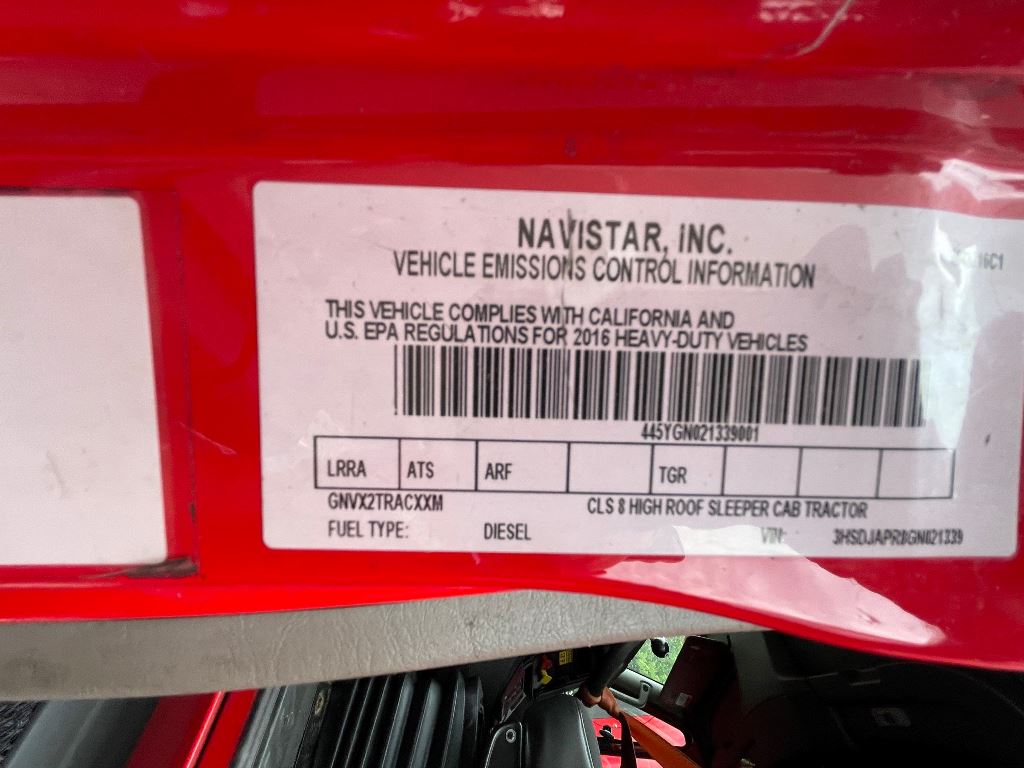 NAVISTAR, INC.
VEHICLE EMISSIONS CONTROL INFORMATION
THIS VEHICLE COMPLIES WITH CALIFORNIA AND
U.S. EPA REGULATIONS FOR 2016 HEAVY-DUTY VEHICLES
445YGN021339001
LRRA ATS ARF TGR
GNVX2TRACXXM CLS 8 HIGH ROOF SLEEPER CAB TRACTOR
FUEL TYPE: DIESEL VIN: 3HSDJAPR8GN021339